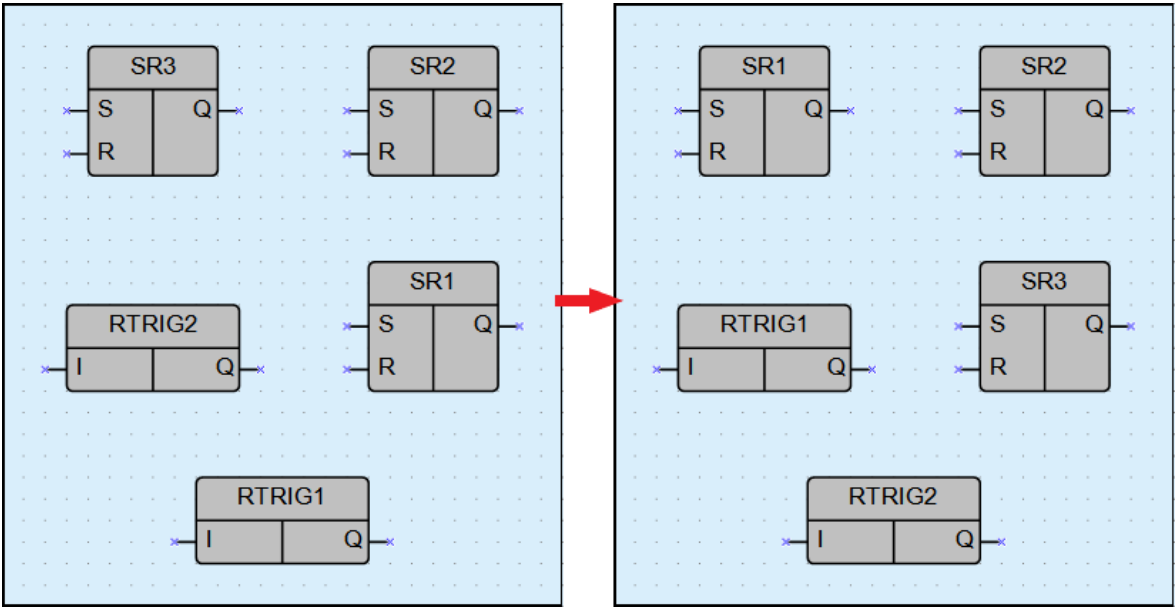 SR3
S Q
R
SR2
S Q
R
RTRIG2
I Q
SR1
S Q
R
RTRIG1
I Q
SR1
S Q
R
SR2
S Q
R
RTRIG1
I Q
SR3
S Q
R
RTRIG2
I Q